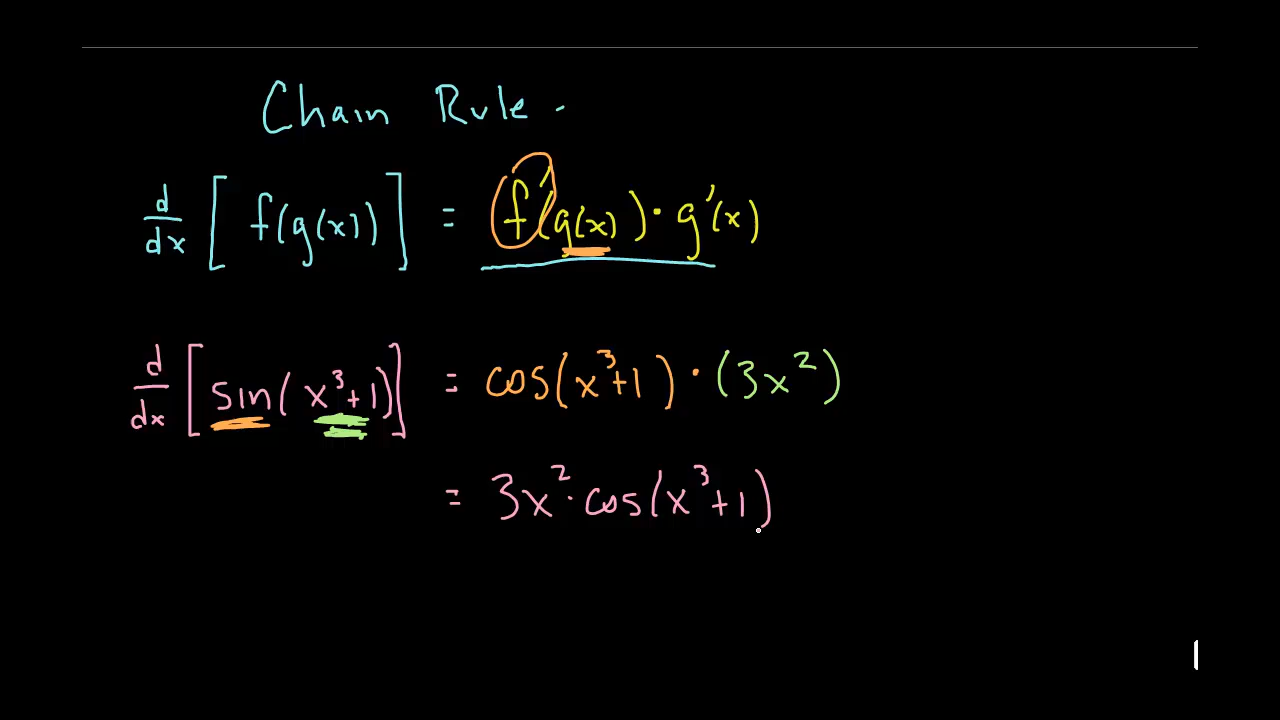 Chain Rule -
d/dx [ f(g(x)) ] = f'(g(x)) · g'(x)
d/dx [ sin( x³+1) ] = cos(x³+1) · (3x²)
= 3x² · cos(x³+1)